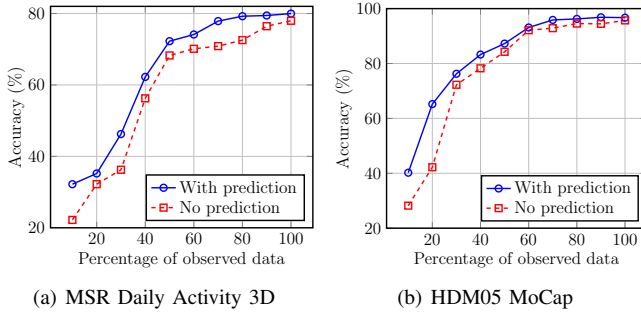 80
60
40
20
20 40 60 80 100
Accuracy (%)
Percentage of observed data
With prediction
No prediction
(a) MSR Daily Activity 3D
100
80
60
40
20
20 40 60 80 100
Accuracy (%)
Percentage of observed data
With prediction
No prediction
(b) HDM05 MoCap